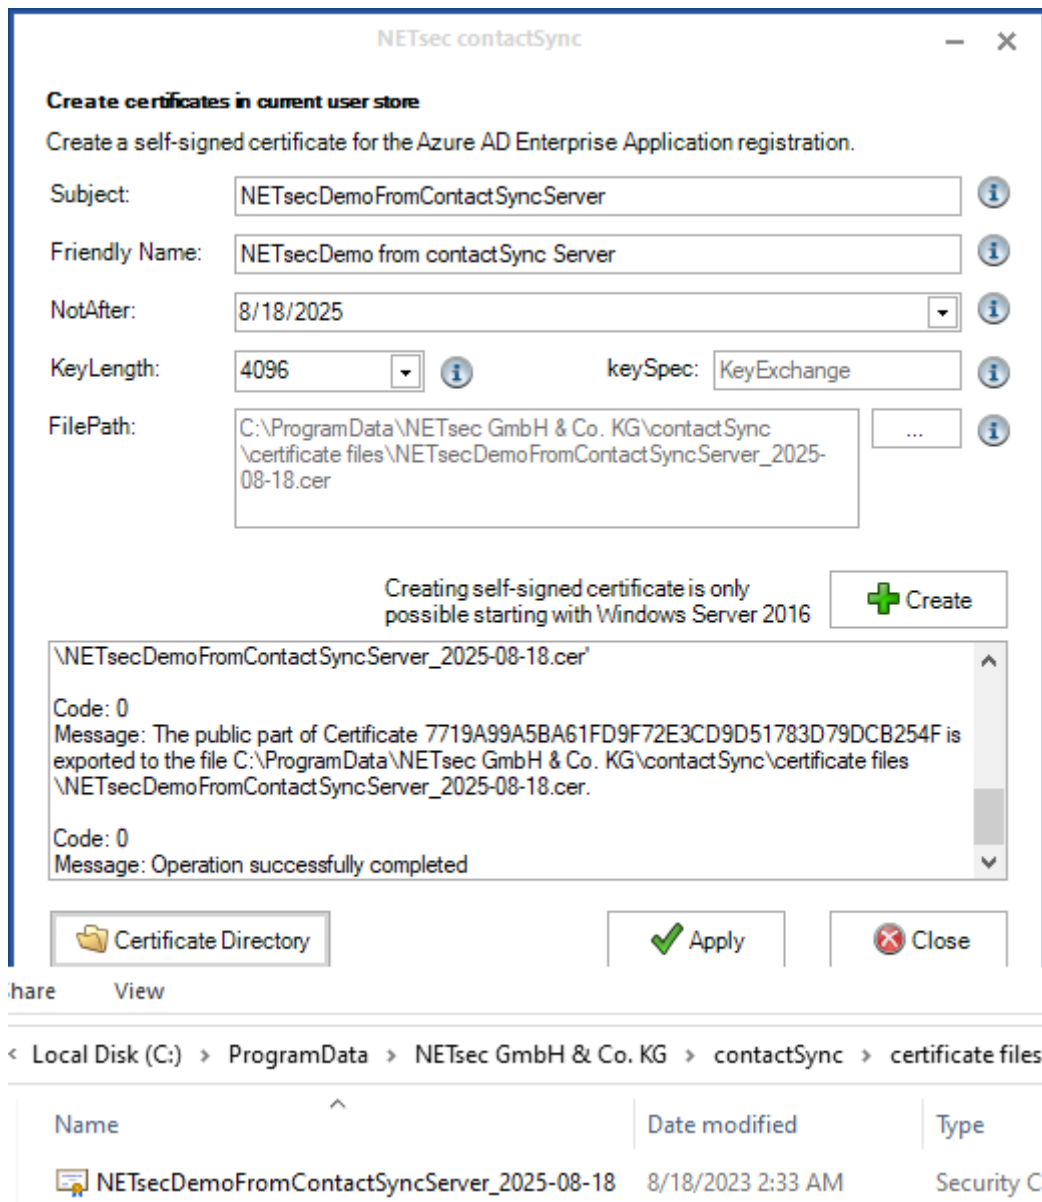 NETsec contactSync
Create certificates in current user store
Create a self-signed certificate for the Azure AD Enterprise Application registration.
Subject: NETsecDemoFromContactSyncServer
Friendly Name: NETsecDemo from contactSync Server
NotAfter: 8/18/2025
KeyLength: 4096 keySpec: KeyExchange
FilePath: C:\ProgramData\NETsec GmbH & Co. KG\contactSync
\certificate files\NETsecDemoFromContactSyncServer_2025-
08-18.cer
...
Creating self-signed certificate is only
possible starting with Windows Server 2016
Create
\NETsecDemoFromContactSyncServer_2025-08-18.cer'
Code: 0
Message: The public part of Certificate 7719A99A5BA61FD9F72E3CD9D51783D79DCB254F is
exported to the file C:\ProgramData\NETsec GmbH & Co. KG\contactSync\certificate files
\NETsecDemoFromContactSyncServer_2025-08-18.cer.
Code: 0
Message: Operation successfully completed
Certificate Directory Apply Close
hare View
Local Disk (C:) > ProgramData > NETsec GmbH & Co. KG > contactSync > certificate files
Name Date modified Type
NETsecDemoFromContactSyncServer_2025-08-18 8/18/2023 2:33 AM Security C